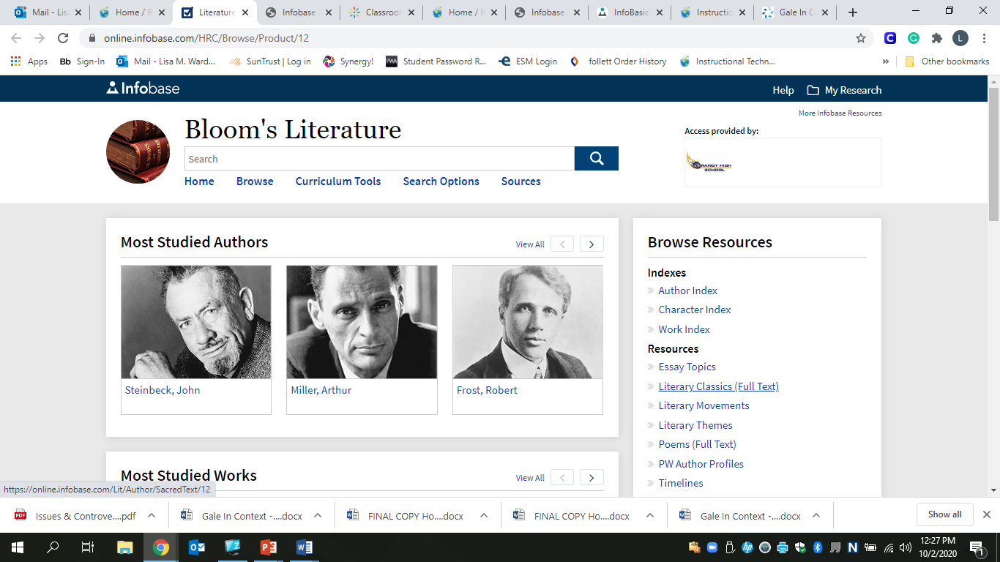 Mail - Lis
Home / R
Literature
Infobase
Classroo
Home / F
Infobase
InfoBasic
Instructio
Gale In C
online.infobase.com/HRC/Browse/Product/12
L
Apps
Bb Sign-In
Mail - Lisa M. Ward...
SunTrust | Log in
Synergy!
PWM Student Password R...
ESM Login
follett Order History
Instructional Techn...
Other bookmarks
Infobase
Help
My Research
More Infobase Resources
Bloom's Literature
Access provided by:
RANBY HIGH
SCHOOL
Search
Home
Browse
Curriculum Tools
Search Options
Sources
Most Studied Authors
View All
Steinbeck, John
Miller, Arthur
Frost, Robert
Most Studied Works
View All
Browse Resources
Indexes
Author Index
Character Index
Work Index
Resources
Essay Topics
Literary Classics (Full Text)
Literary Movements
Literary Themes
Poems (Full Text)
PW Author Profiles
Timelines
https://online.infobase.com/Lit/Author/SacredText/12
Issues & Controve....pdf
Gale In Context -....docx
FINAL COPY Ho....docx
FINAL COPY Ho....docx
Gale In Context -....docx
Show all
12:27 PM
10/2/2020
1